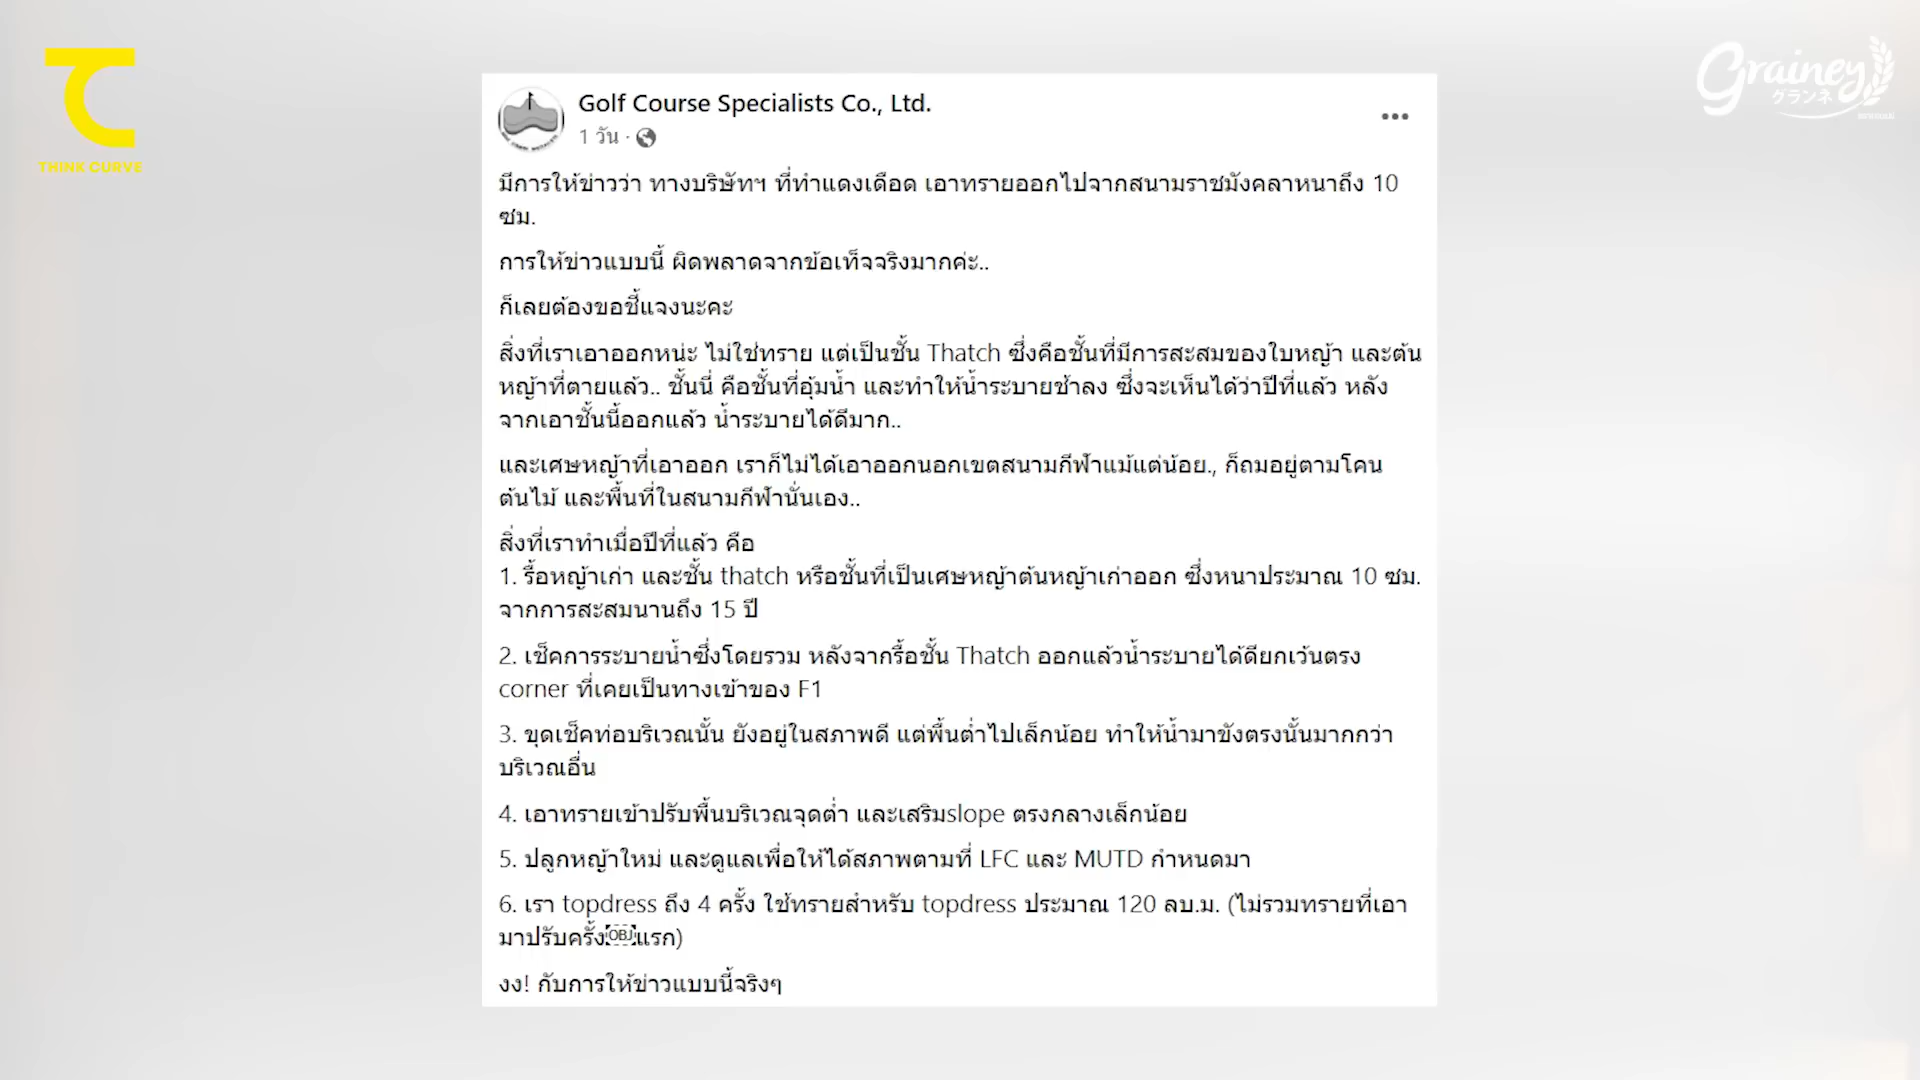 THINK CURVE
Grainey
グランネ
Golf Course Specialists Co., Ltd.
1 วัน ·
มีการให้ข่าวว่า ทางบริษัทฯ ที่ทำแดงเดือด เอาทรายออกไปจากสนามราชมังคลาหนาถึง 10
ซม.
การให้ข่าวแบบนี้ ผิดพลาดจากข้อเท็จจริงมากค่ะ..
ก็เลยต้องขอชี้แจงนะคะ
สิ่งที่เราเอาออกหน่ะ ไม่ใช่ทราย แต่เป็นชั้น Thatch ซึ่งคือชั้นที่มีการสะสมของใบหญ้า และต้น
หญ้าที่ตายแล้ว.. ชั้นนี่ คือชั้นที่อุ้มน้ำ และทำให้น้ำระบายช้าลง ซึ่งจะเห็นได้ว่าปีที่แล้ว หลัง
จากเอาชั้นนี้ออกแล้ว น้ำระบายได้ดีมาก..
และเศษหญ้าที่เอาออก เราก็ไม่ได้เอาออกนอกเขตสนามกีฬาแม้แต่น้อย., ก็ถมอยู่ตามโคน
ต้นไม้ และพื้นที่ในสนามกีฬานั่นเอง..
สิ่งที่เราทำเมื่อปีที่แล้ว คือ
1. รื้อหญ้าเก่า และชั้น thatch หรือชั้นที่เป็นเศษหญ้าต้นหญ้าเก่าออก ซึ่งหนาประมาณ 10 ซม.
จากการสะสมนานถึง 15 ปี
2. เช็คการระบายน้ำซึ่งโดยรวม หลังจากรื้อชั้น Thatch ออกแล้วน้ำระบายได้ดียกเว้นตรง
corner ที่เคยเป็นทางเข้าของ F1
3. ขุดเช็คท่อบริเวณนั้น ยังอยู่ในสภาพดี แต่พื้นต่ำไปเล็กน้อย ทำให้น้ำมาขังตรงนั้นมากกว่า
บริเวณอื่น
4. เอาทรายเข้าปรับพื้นบริเวณจุดต่ำ และเสริมslope ตรงกลางเล็กน้อย
5. ปลูกหญ้าใหม่ และดูแลเพื่อให้ได้สภาพตามที่ LFC และ MUTD กำหนดมา
6. เรา topdress ถึง 4 ครั้ง ใช้ทรายสำหรับ topdress ประมาณ 120 ลบ.ม. (ไม่รวมทรายที่เอา
มาปรับครั้ง￼แรก)
งง! กับการให้ข่าวแบบนี้จริงๆ